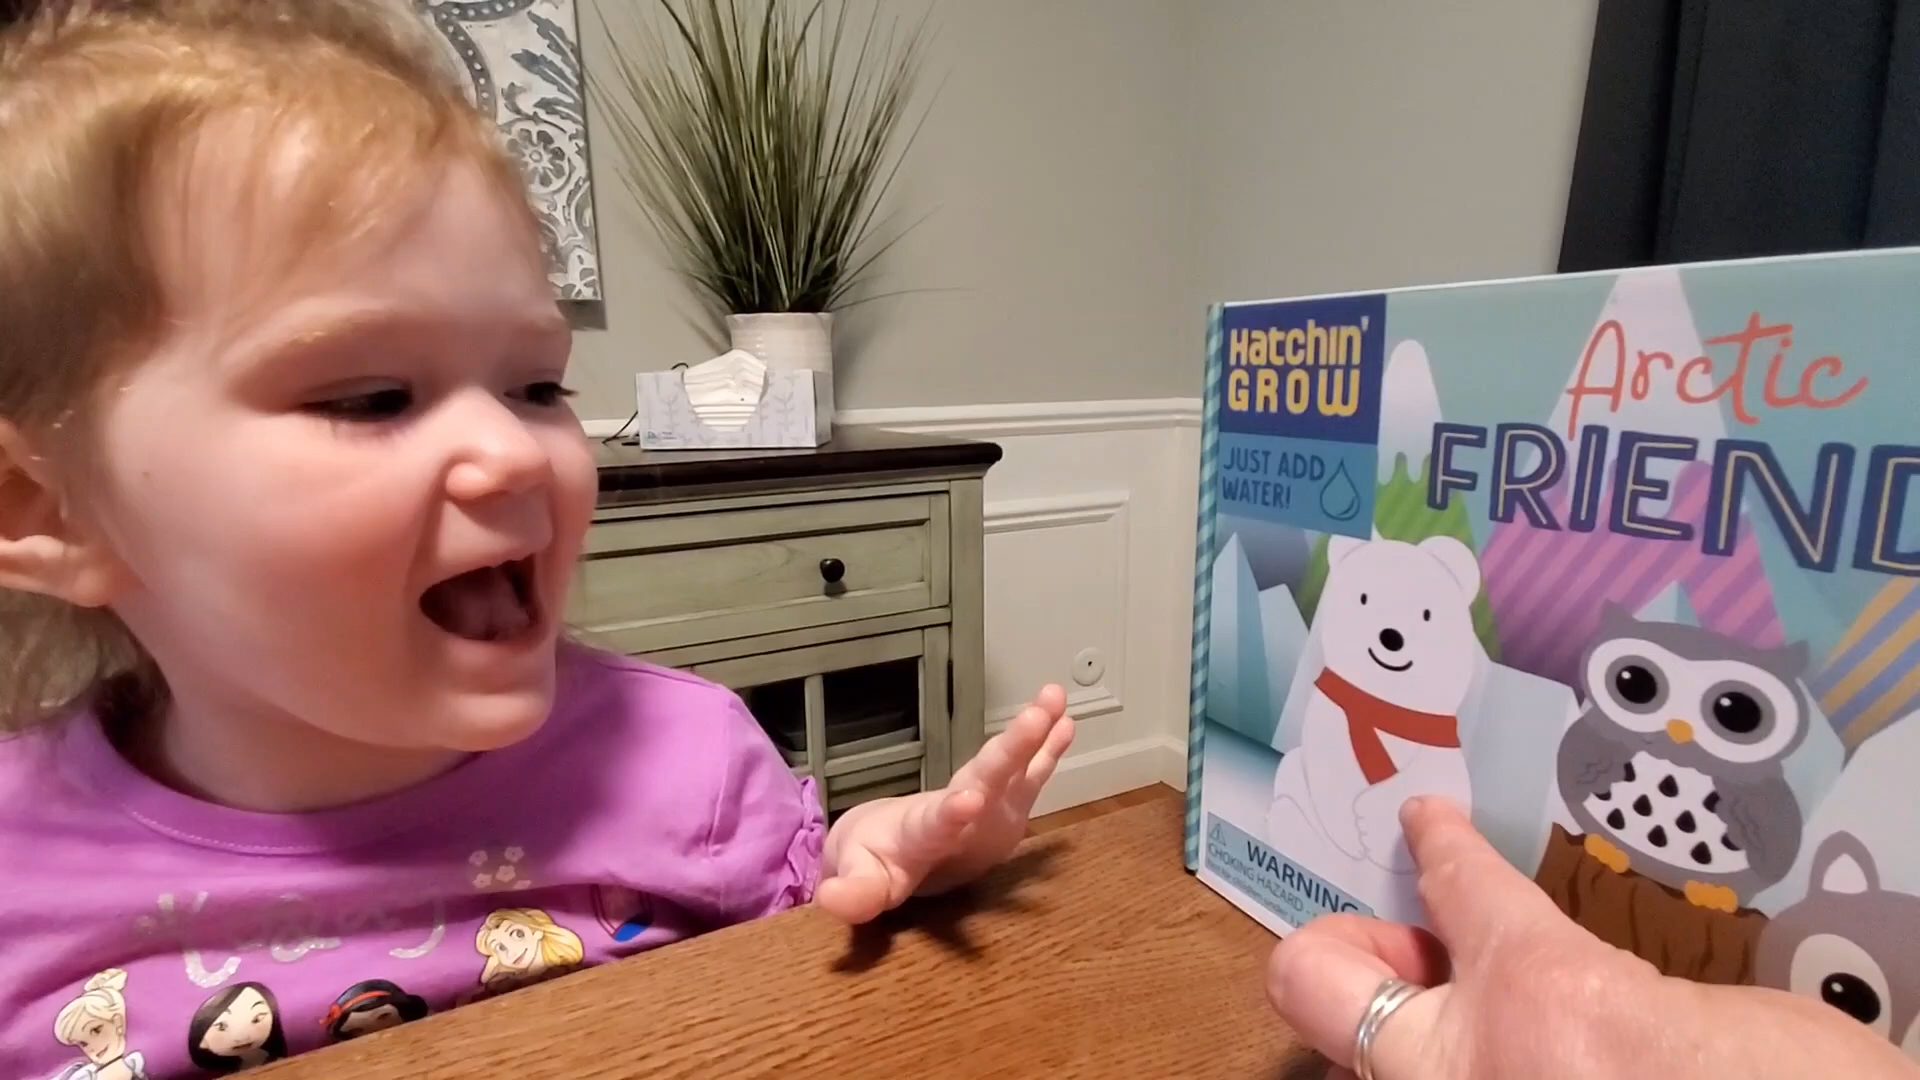 Hatchin'
GROW
JUST ADD
WATER!
Arctic
FRIEND
WARNING
CHOKING HAZARD